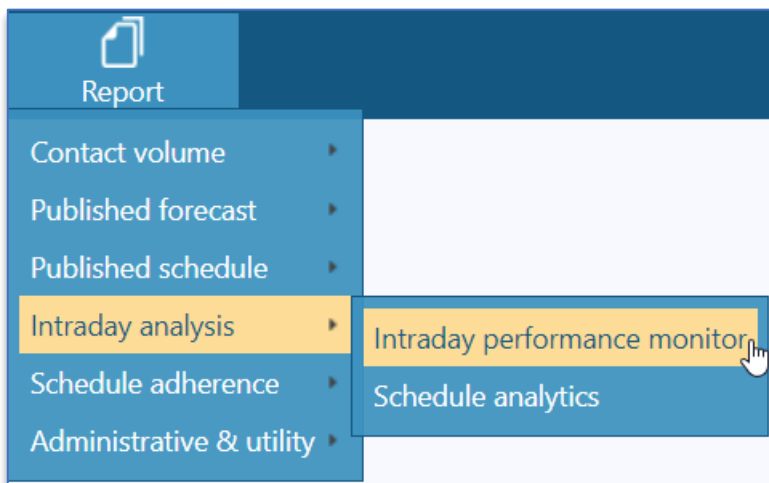 Report
Contact volume
Published forecast
Published schedule
Intraday analysis
Intraday performance monitor
Schedule analytics
Schedule adherence
Administrative & utility